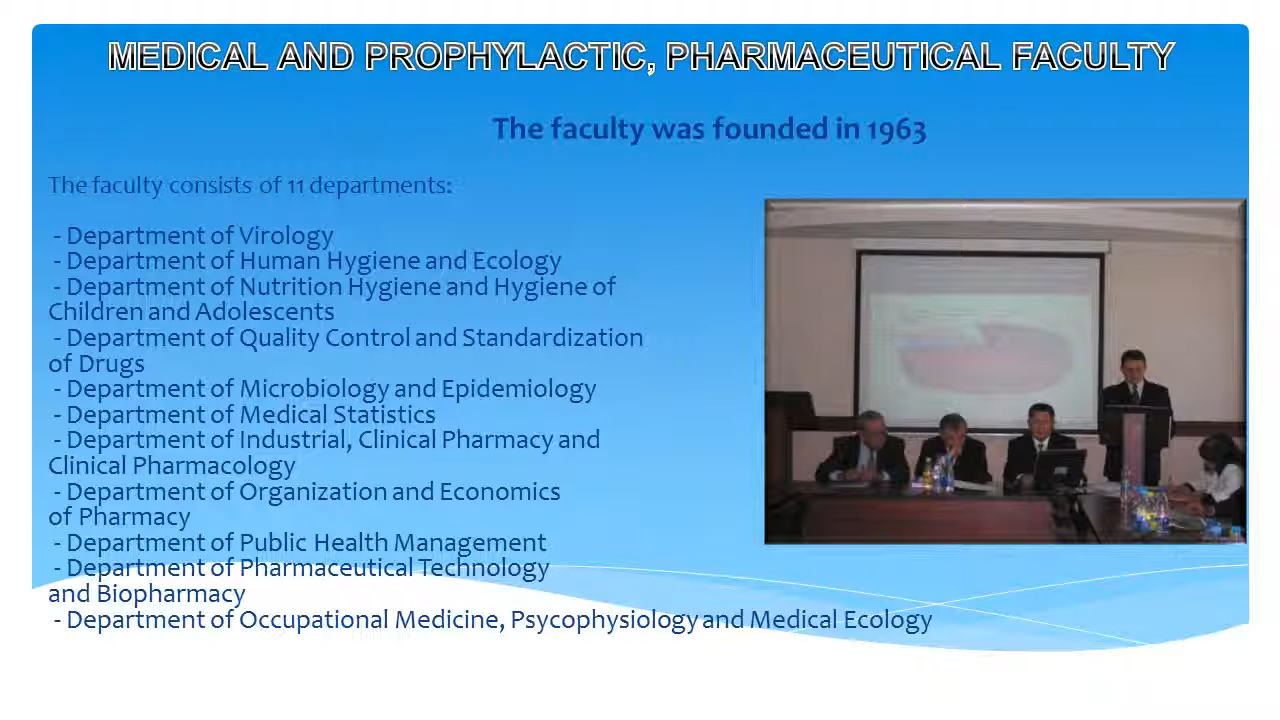 MEDICAL AND PROPHYLACTIC, PHARMACEUTICAL FACULTY
The faculty was founded in 1963
The faculty consists of 11 departments:
- Department of Virology
- Department of Human Hygiene and Ecology
- Department of Nutrition Hygiene and Hygiene of
Children and Adolescents
- Department of Quality Control and Standardization
of Drugs
- Department of Microbiology and Epidemiology
- Department of Medical Statistics
- Department of Industrial, Clinical Pharmacy and
Clinical Pharmacology
- Department of Organization and Economics
of Pharmacy
- Department of Public Health Management
- Department of Pharmaceutical Technology
and Biopharmacy
- Department of Occupational Medicine, Psycophysiology and Medical Ecology